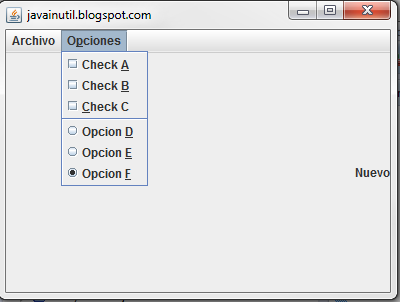 javainutil.blogspot.com
Archivo Opciones
Check A
Check B
Check C
Opcion D
Opcion E
Opcion F
Nuevo